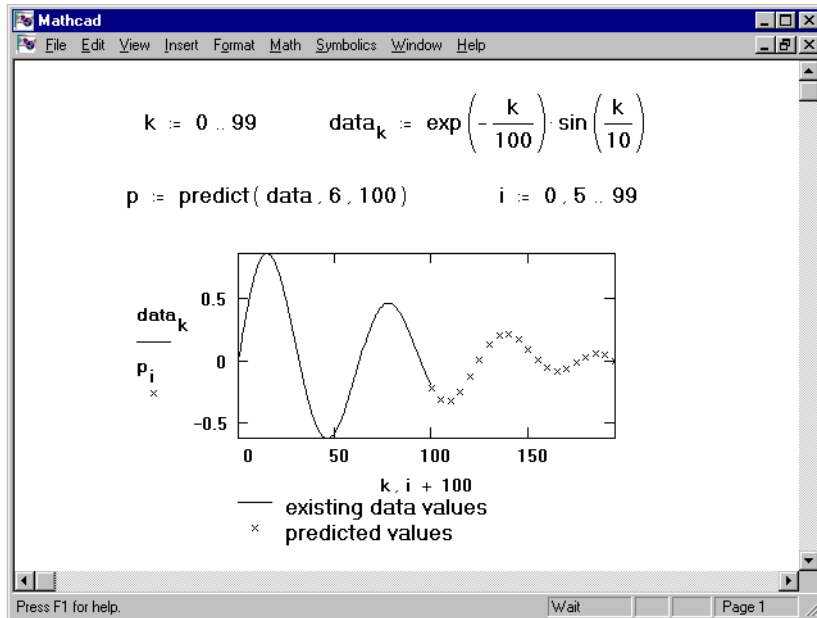 Mathcad
File Edit View Insert Format Math Symbolics Window Help
k := 0 .. 99 data_k := exp(-k/100)·sin(k/10)
p := predict( data , 6 , 100 ) i := 0 , 5 .. 99
data_k
p_i
×
0.5
0
-0.5
0 50 100 150
k , i + 100
existing data values
× predicted values
Press F1 for help. Wait Page 1